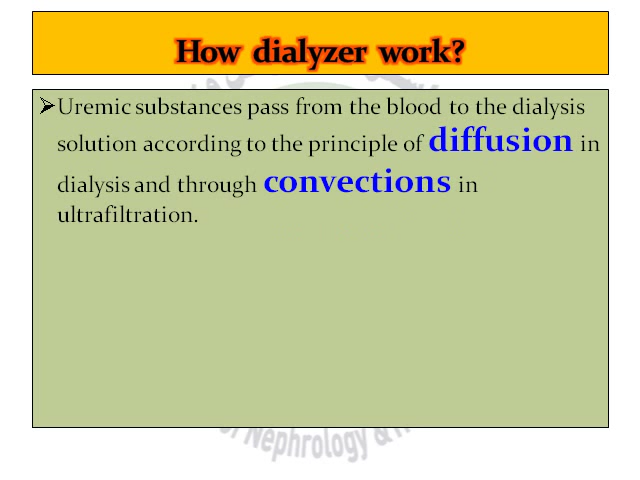 How dialyzer work?
➢Uremic substances pass from the blood to the dialysis
solution according to the principle of diffusion in
dialysis and through convections in
ultrafiltration.
Nephrology &